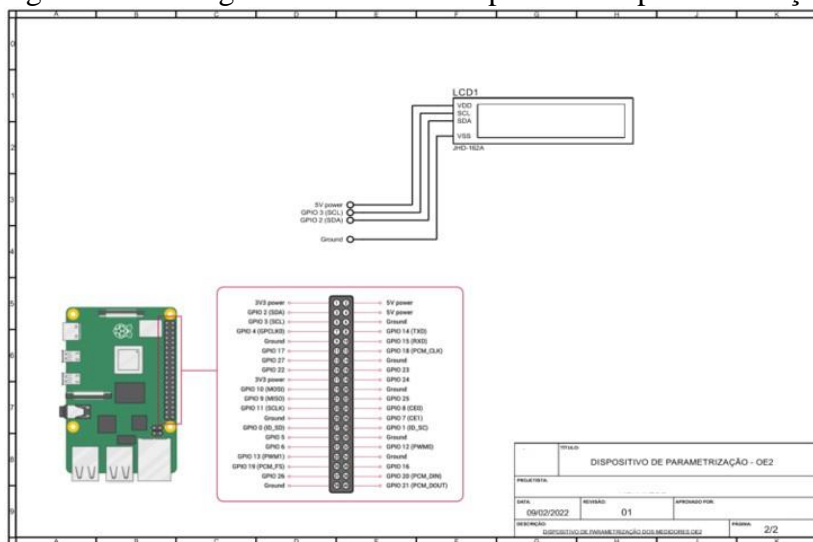 A B C D E F G H I J K
0
1
2
3
4
5
6
7
8
9
LCD1
VDD
SCL
SDA
VSS
JHD-162A
5V power
GPIO 3 (SCL)
GPIO 2 (SDA)
Ground
3V3 power 5V power
GPIO 2 (SDA) 5V power
GPIO 3 (SCL) Ground
GPIO 4 (GPCLK0) GPIO 14 (TXD)
Ground GPIO 15 (RXD)
GPIO 17 GPIO 18 (PCM_CLK)
GPIO 27 Ground
GPIO 22 GPIO 23
3V3 power GPIO 24
GPIO 10 (MOSI) Ground
GPIO 9 (MISO) GPIO 25
GPIO 11 (SCLK) GPIO 8 (CE0)
Ground GPIO 7 (CE1)
GPIO 0 (ID_SD) GPIO 1 (ID_SC)
GPIO 5 Ground
GPIO 6 GPIO 12 (PWM0)
GPIO 13 (PWM1) Ground
GPIO 19 (PCM_FS) GPIO 16
GPIO 26 GPIO 20 (PCM_DIN)
Ground GPIO 21 (PCM_DOUT)
TÍTULO:
DISPOSITIVO DE PARAMETRIZAÇÃO - OE2
PROJETISTA:
DATA: REVISÃO: APROVADO POR:
09/02/2022 01
DESCRIÇÃO: PÁGINA:
DISPOSITIVO DE PARAMETRIZAÇÃO DOS MEDIDORES OE2 2/2
A B C D E F G H I J K